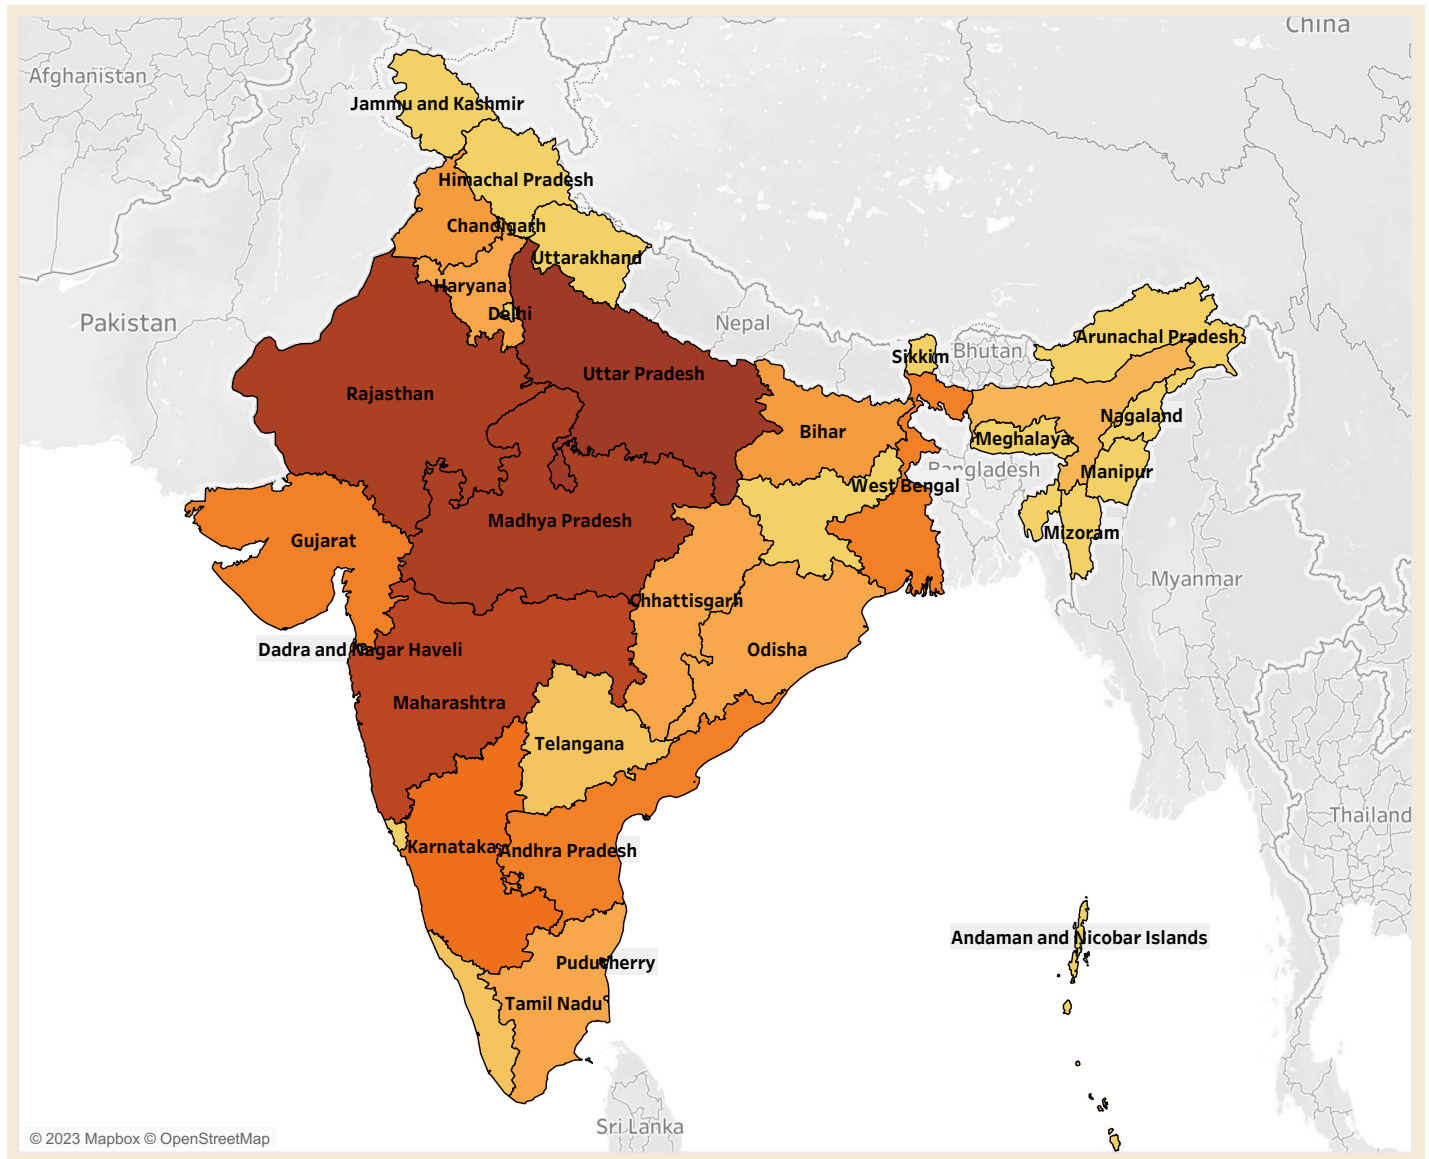 China
Afghanistan
Jammu and Kashmir
Himachal Pradesh
Chandigarh
Uttarakhand
Haryana
Delhi
Pakistan
Nepal
Arunachal Pradesh
Sikkim
Bhutan
Uttar Pradesh
Rajasthan
Nagaland
Bihar
Meghalaya
Bangladesh
Manipur
West Bengal
Madhya Pradesh
Mizoram
Gujarat
Myanmar
Chhattisgarh
Odisha
Dadra and Nagar Haveli
Maharashtra
Telangana
Thailand
Karnataka
Andhra Pradesh
Andaman and Nicobar Islands
Puducherry
Tamil Nadu
Sri Lanka
© 2023 Mapbox © OpenStreetMap